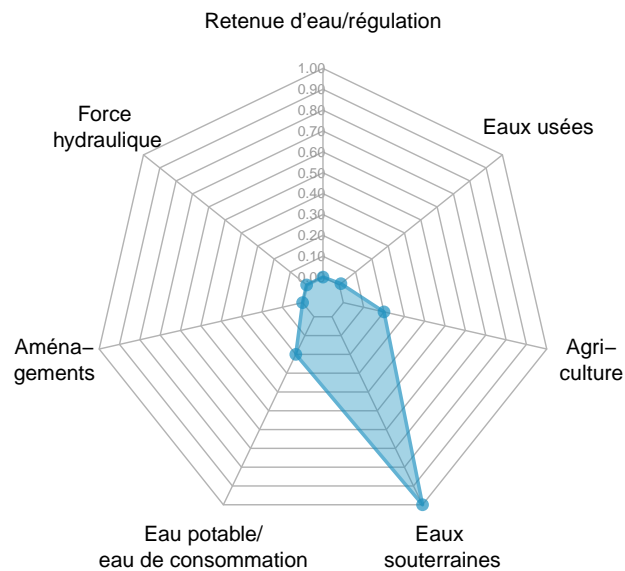 Retenue d'eau/régulation
1.00
0.90
0.80
0.70
0.60
0.50
0.40
0.30
0.20
0.10
0.00
Force
hydraulique
Eaux usées
Aména−
gements
Agri−
culture
Eau potable/
eau de consommation
Eaux
souterraines